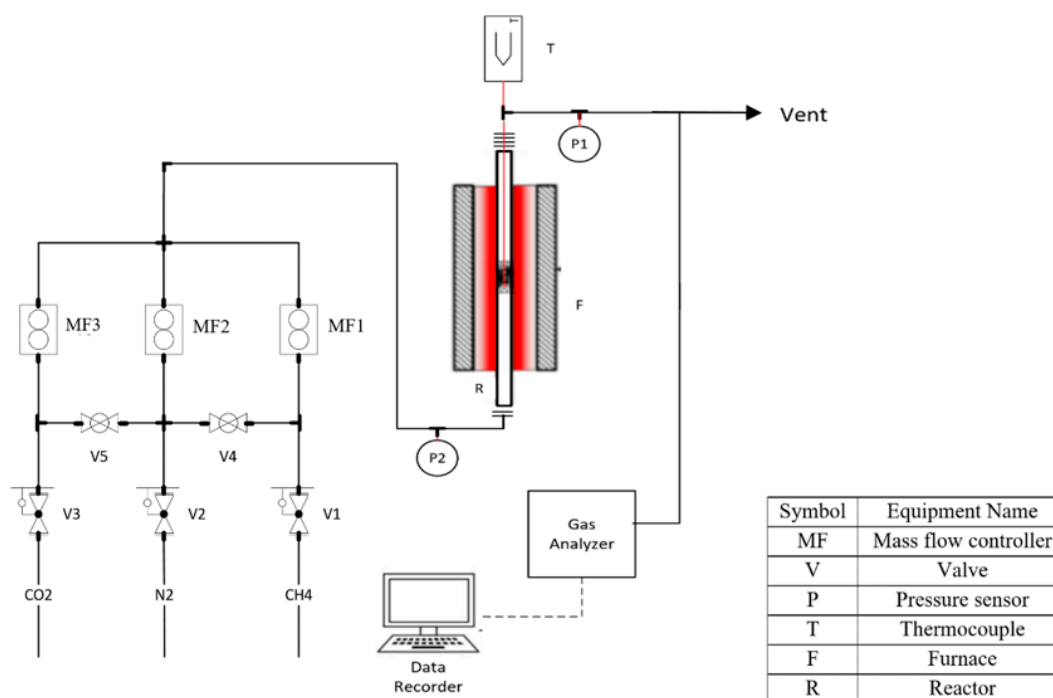 T
T
Vent
P1
MF3
MF2
MF1
F
R
V5
V4
P2
V3
V2
V1
Gas
Analyzer
CO2
N2
CH4
Data
Recorder
Symbol Equipment Name
MF Mass flow controller
V Valve
P Pressure sensor
T Thermocouple
F Furnace
R Reactor